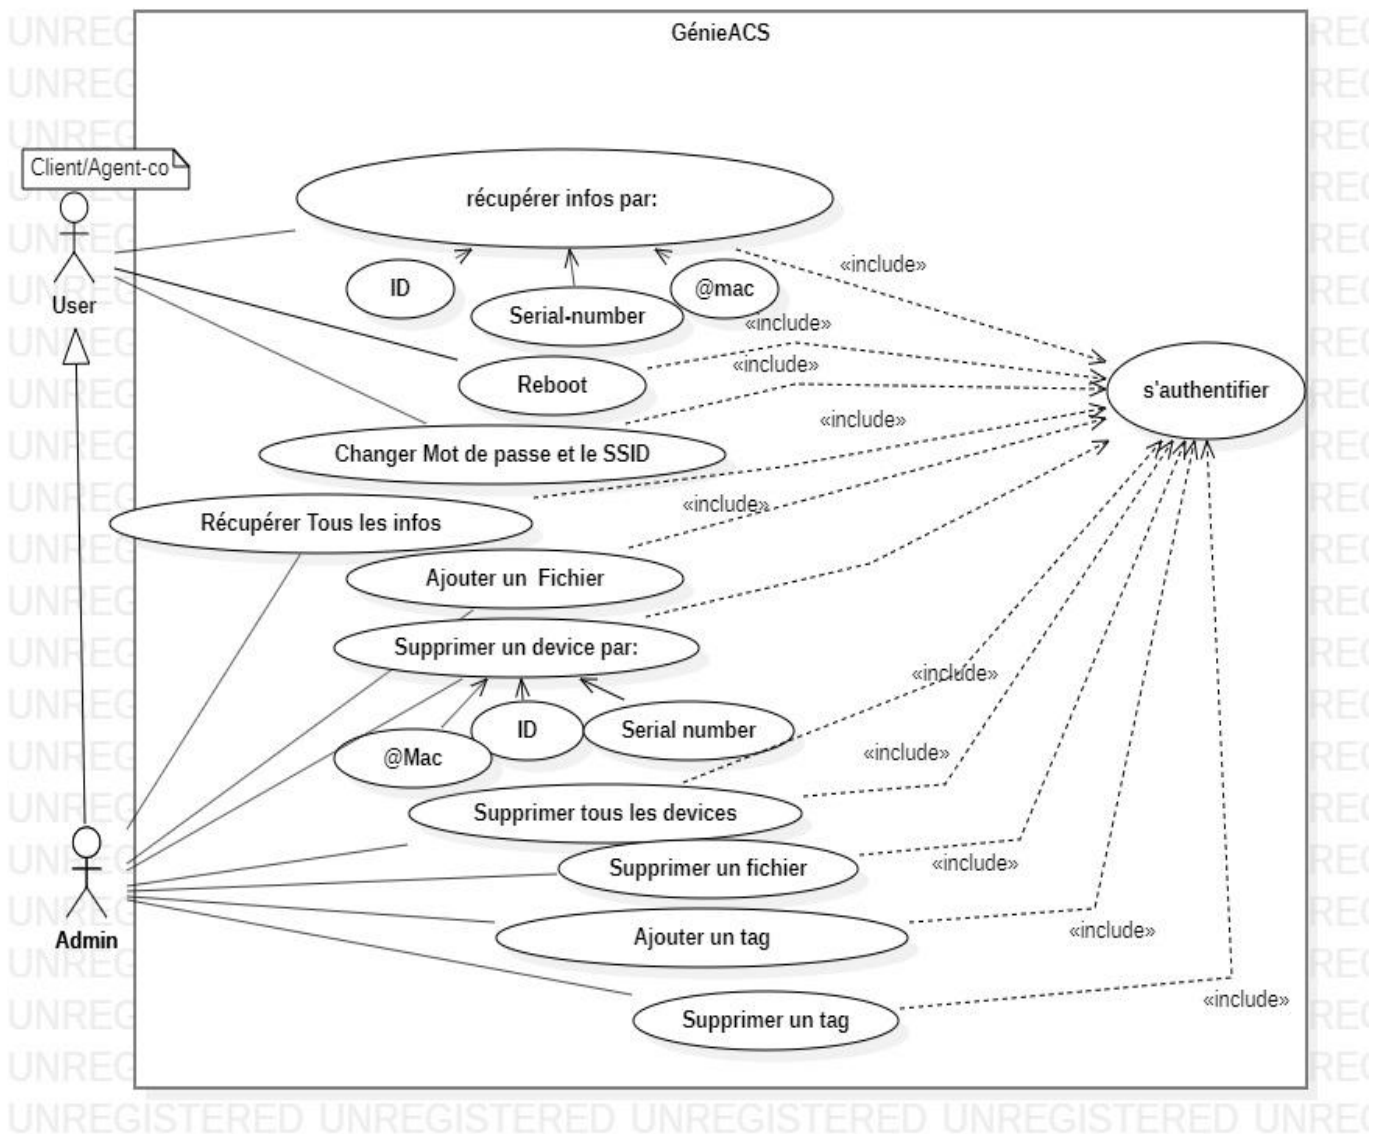 GénieACS
Client/Agent-co
User
récupérer infos par:
«include»
ID
Serial-number
@mac
«include»
Reboot
«include»
s'authentifier
«include»
Changer Mot de passe et le SSID
«include»
Récupérer Tous les infos
Ajouter un Fichier
Supprimer un device par:
«include»
ID
Serial number
@Mac
«include»
Supprimer tous les devices
«include»
Supprimer un fichier
Admin
Ajouter un tag
«include»
«include»
Supprimer un tag
UNREGISTERED UNREGISTERED UNREGISTERED UNREGISTERED UNREG